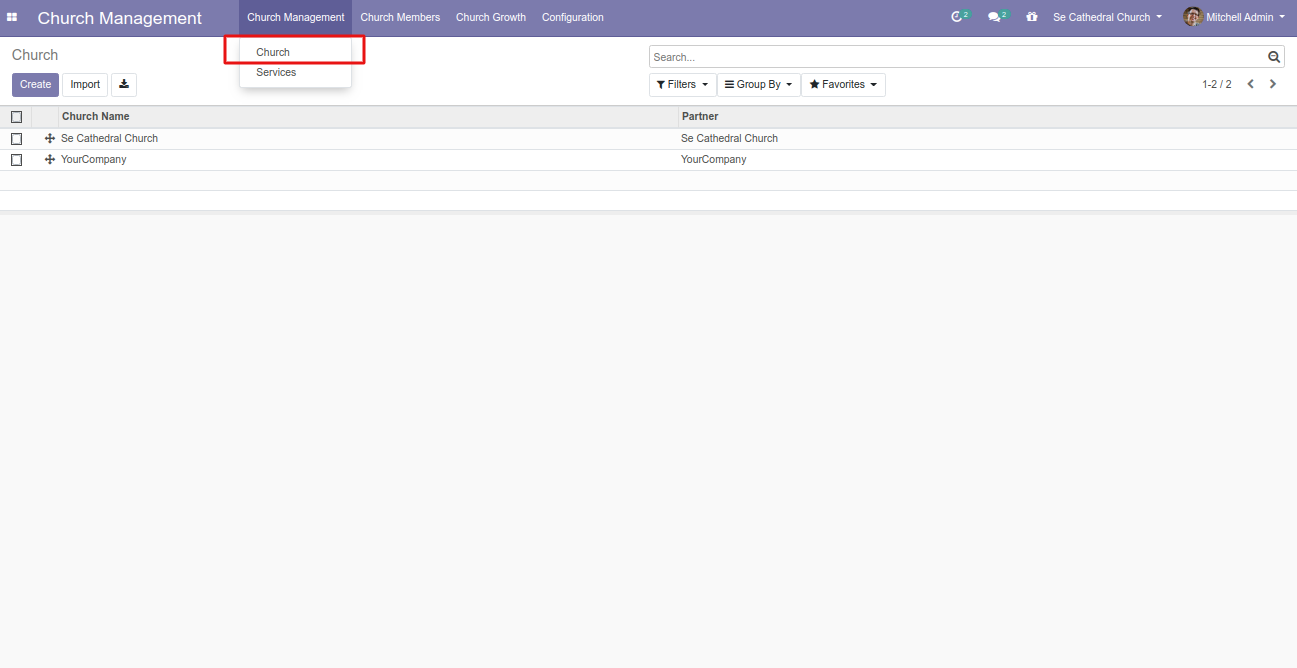 Church Management Church Management Church Members Church Growth Configuration 2 2 Se Cathedral Church Mitchell Admin
Church
Services
Church
Search...
Create Import Filters Group By Favorites 1-2 / 2
Church Name Partner
Se Cathedral Church Se Cathedral Church
YourCompany YourCompany